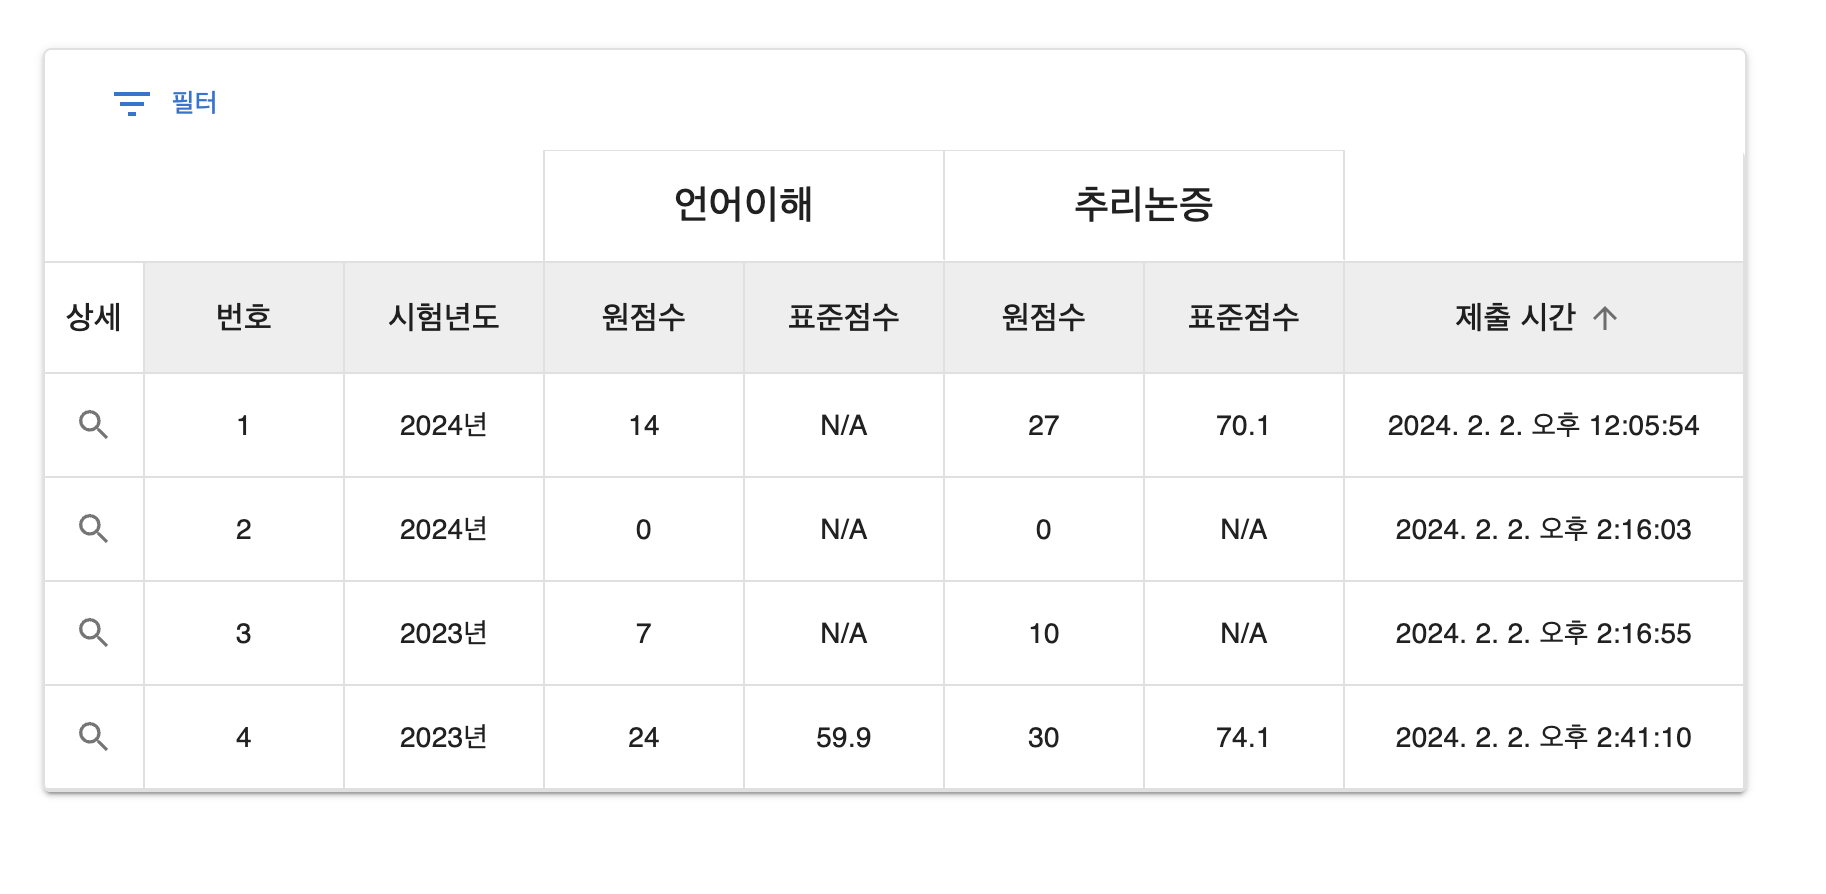 필터
언어이해 추리논증
상세 번호 시험년도 원점수 표준점수 원점수 표준점수 제출 시간 ↑
1 2024년 14 N/A 27 70.1 2024. 2. 2. 오후 12:05:54
2 2024년 0 N/A 0 N/A 2024. 2. 2. 오후 2:16:03
3 2023년 7 N/A 10 N/A 2024. 2. 2. 오후 2:16:55
4 2023년 24 59.9 30 74.1 2024. 2. 2. 오후 2:41:10